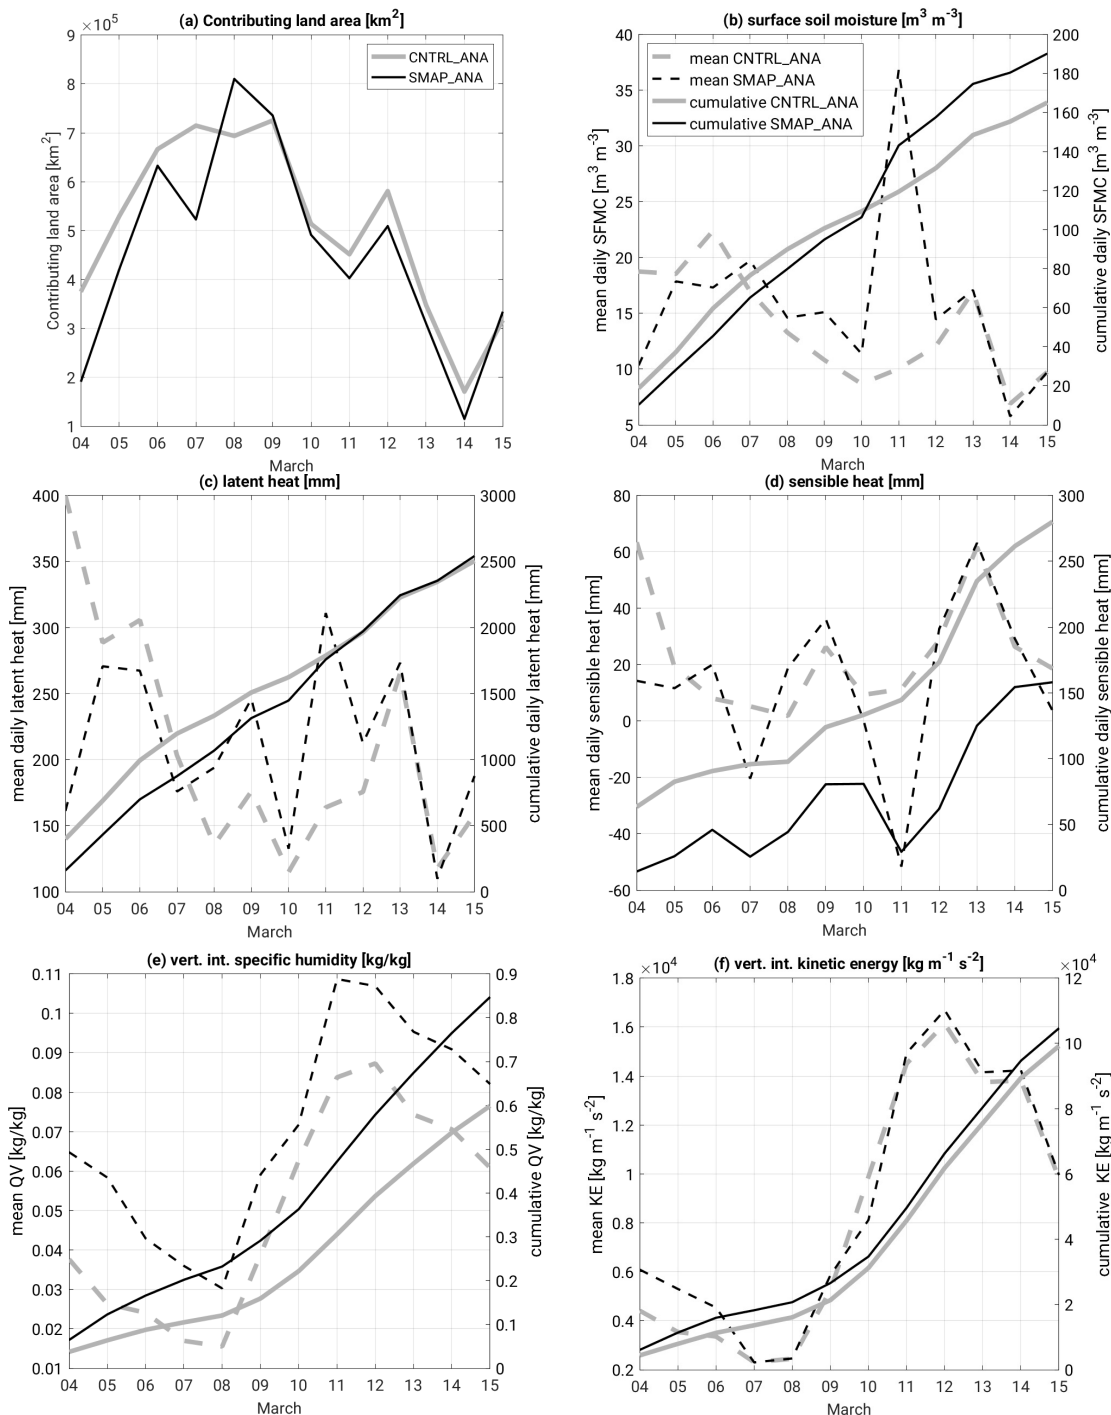 (a) Contributing land area [km²]
×10⁵
9
8
7
6
5
4
3
2
1
Contributing land area [km²]
CNTRL_ANA
SMAP_ANA
04 05 06 07 08 09 10 11 12 13 14 15
March
(b) surface soil moisture [m³ m⁻³]
40
35
30
25
20
15
10
5
mean daily SFMC [m³ m⁻³]
mean CNTRL_ANA
mean SMAP_ANA
cumulative CNTRL_ANA
cumulative SMAP_ANA
200
180
160
140
120
100
80
60
40
20
0
cumulative daily SFMC [m³ m⁻³]
04 05 06 07 08 09 10 11 12 13 14 15
March
(c) latent heat [mm]
400
350
300
250
200
150
100
mean daily latent heat [mm]
3000
2500
2000
1500
1000
500
0
cumulative daily latent heat [mm]
04 05 06 07 08 09 10 11 12 13 14 15
March
(d) sensible heat [mm]
80
60
40
20
0
-20
-40
-60
mean daily sensible heat [mm]
300
250
200
150
100
50
0
cumulative daily sensible heat [mm]
04 05 06 07 08 09 10 11 12 13 14 15
March
(e) vert. int. specific humidity [kg/kg]
0.11
0.1
0.09
0.08
0.07
0.06
0.05
0.04
0.03
0.02
0.01
mean QV [kg/kg]
0.9
0.8
0.7
0.6
0.5
0.4
0.3
0.2
0.1
0
cumulative QV [kg/kg]
04 05 06 07 08 09 10 11 12 13 14 15
March
(f) vert. int. kinetic energy [kg m⁻¹ s⁻²]
×10⁴
1.8
1.6
1.4
1.2
1
0.8
0.6
0.4
0.2
mean KE [kg m⁻¹ s⁻²]
×10⁴
12
10
8
6
4
2
0
cumulative KE [kg m⁻¹ s⁻²]
04 05 06 07 08 09 10 11 12 13 14 15
March